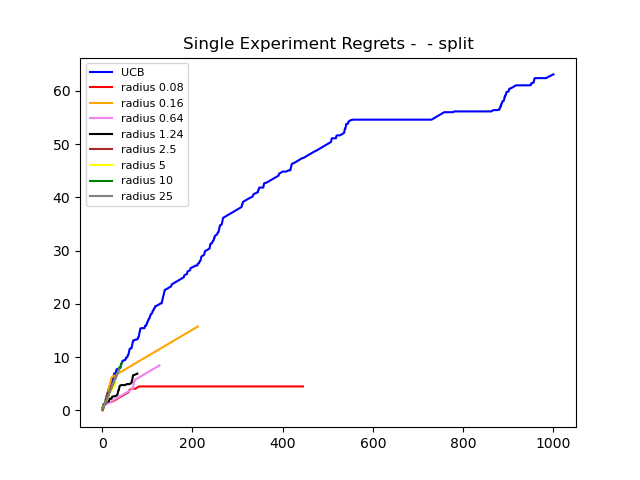 Single Experiment Regrets -  - split
UCB
radius 0.08
radius 0.16
radius 0.64
radius 1.24
radius 2.5
radius 5
radius 10
radius 25
60
50
40
30
20
10
0
0 200 400 600 800 1000